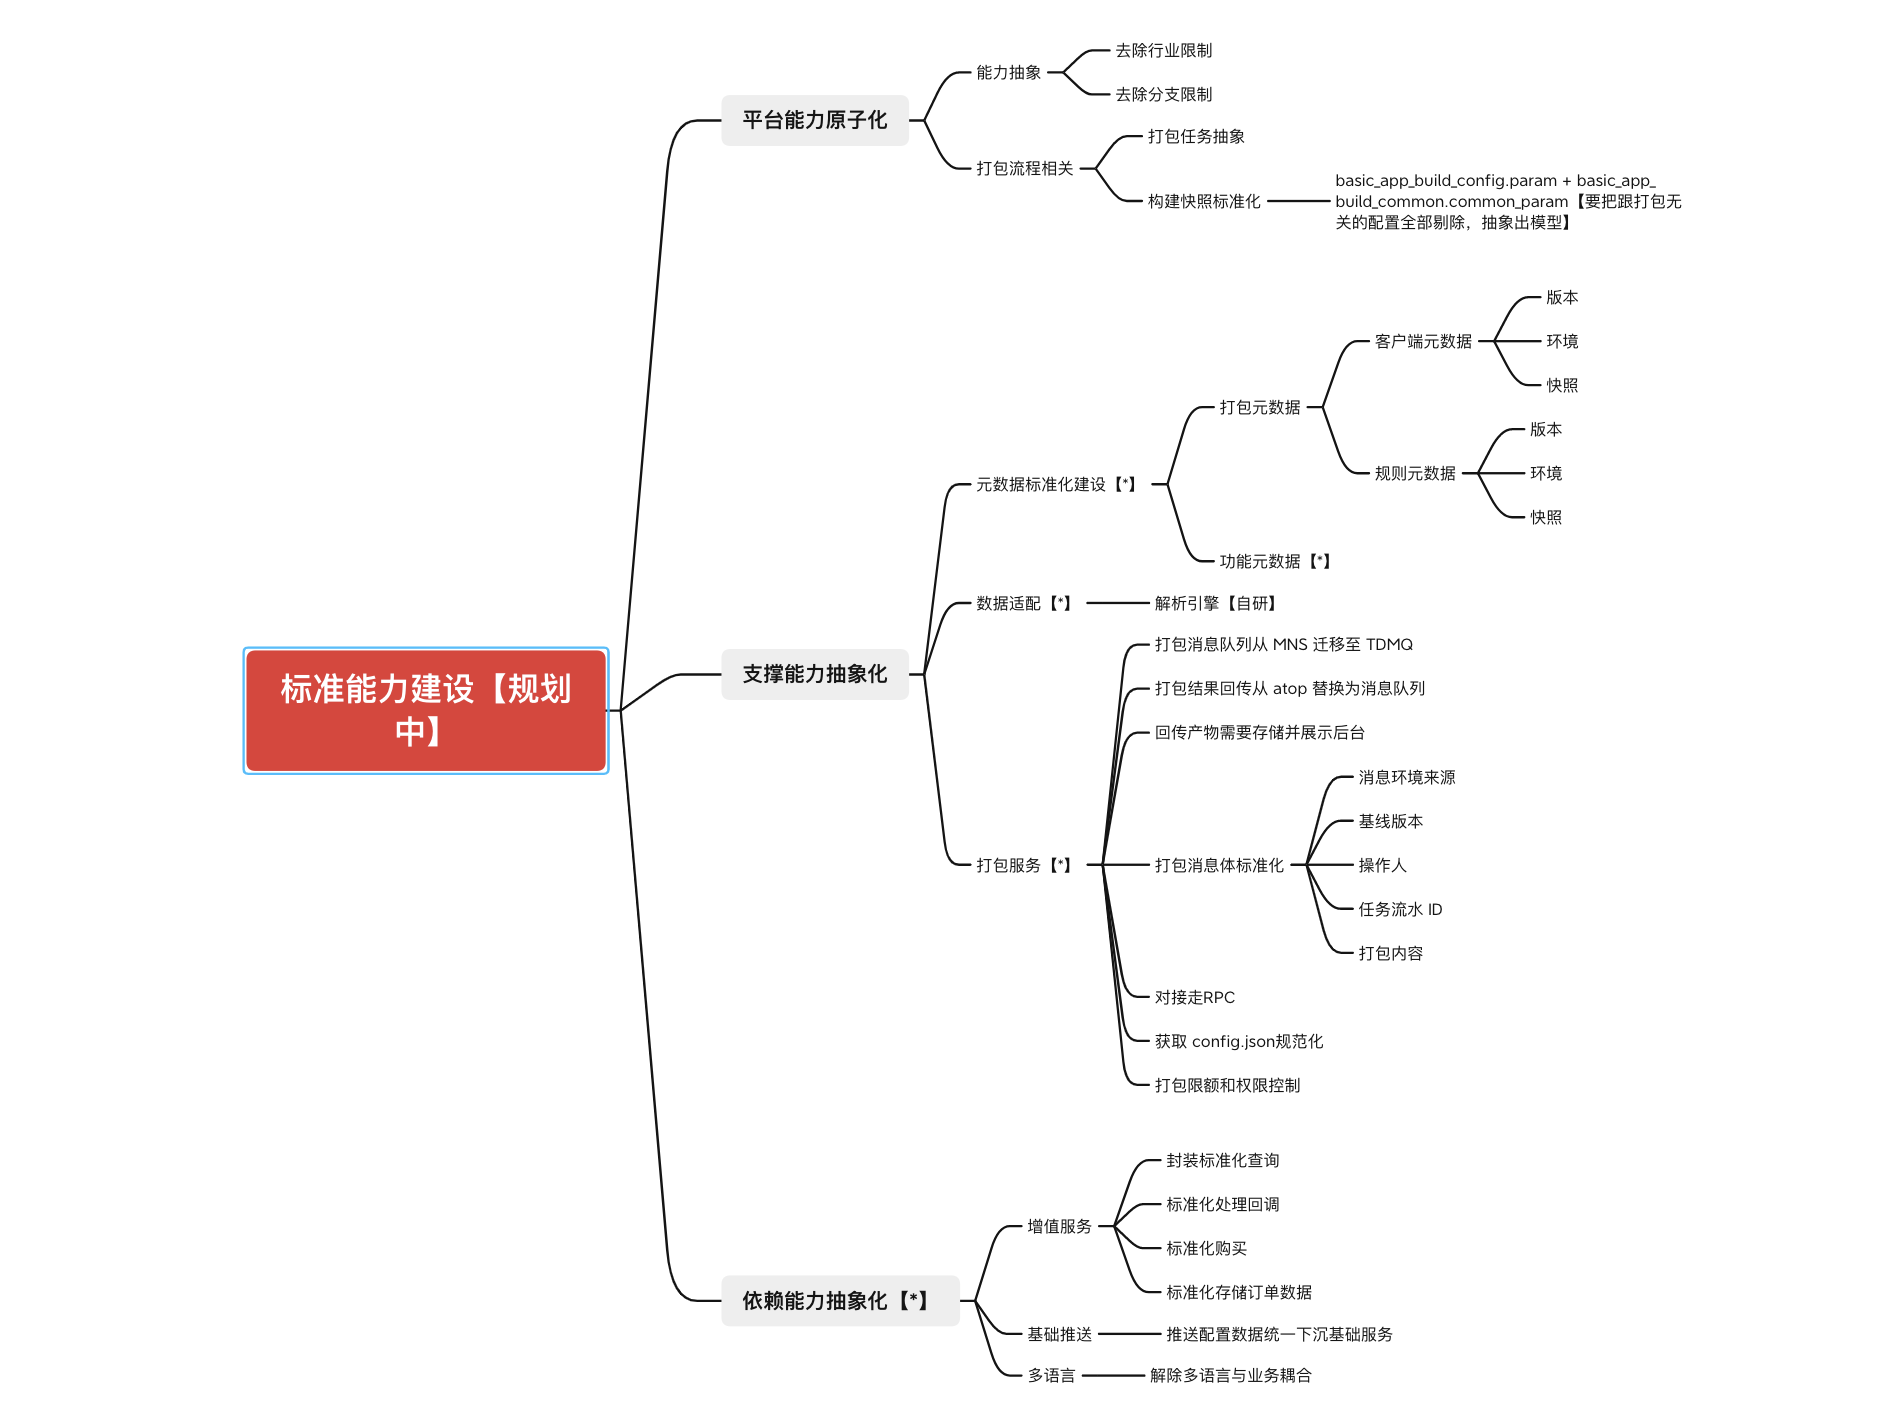 标准能力建设【规划
中】
平台能力原子化
能力抽象
去除行业限制
去除分支限制
打包流程相关
打包任务抽象
构建快照标准化
basic_app_build_config.param + basic_app_
build_common.common_param【要把跟打包无
关的配置全部剔除，抽象出模型】
支撑能力抽象化
元数据标准化建设【*】
打包元数据
客户端元数据
版本
环境
快照
规则元数据
版本
环境
快照
功能元数据【*】
数据适配【*】
解析引擎【自研】
打包服务【*】
打包消息队列从 MNS 迁移至 TDMQ
打包结果回传从 atop 替换为消息队列
回传产物需要存储并展示后台
打包消息体标准化
消息环境来源
基线版本
操作人
任务流水 ID
打包内容
对接走RPC
获取 config.json规范化
打包限额和权限控制
依赖能力抽象化【*】
增值服务
封装标准化查询
标准化处理回调
标准化购买
标准化存储订单数据
基础推送
推送配置数据统一下沉基础服务
多语言
解除多语言与业务耦合